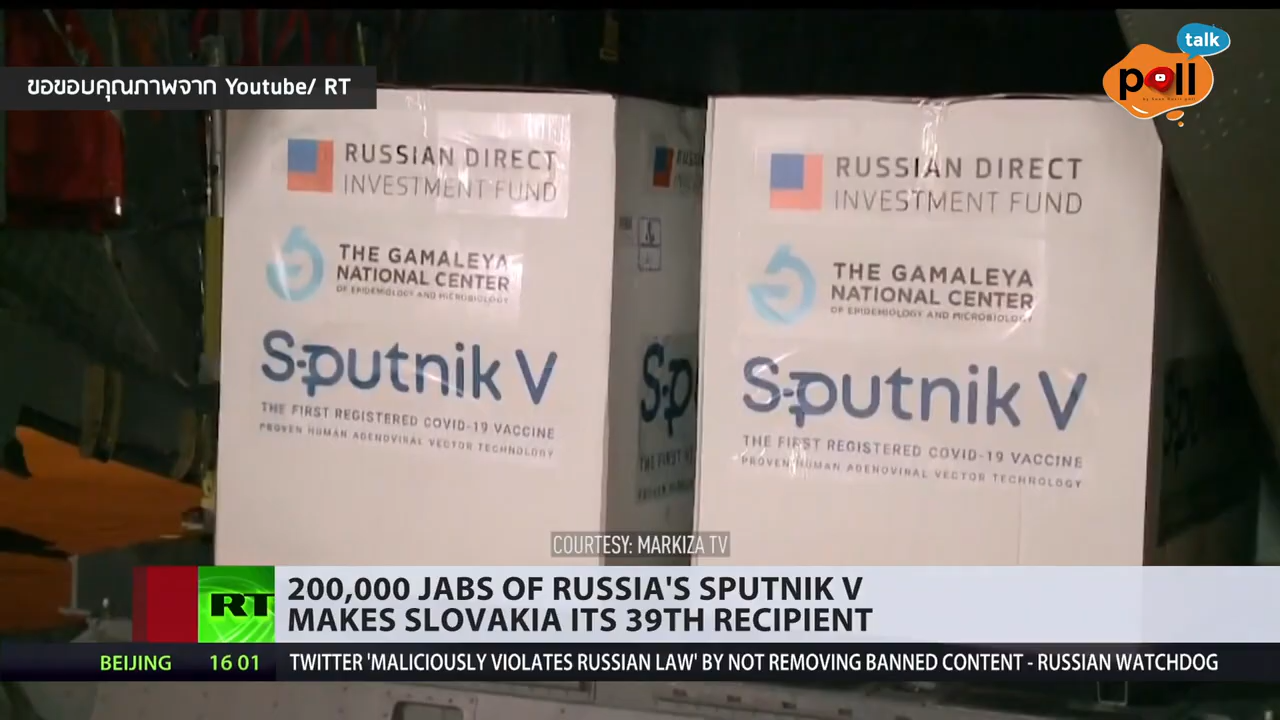 talk
poll
ขอขอบคุณภาพจาก Youtube/ RT
RUSSIAN DIRECT
INVESTMENT FUND
THE GAMALEYA
NATIONAL CENTER
OF EPIDEMIOLOGY AND MICROBIOLOGY
Sputnik V
THE FIRST REGISTERED COVID-19 VACCINE
PROVEN HUMAN ADENOVIRAL VECTOR TECHNOLOGY
RUSSIAN DIRECT
INVESTMENT FUND
THE GAMALEYA
NATIONAL CENTER
OF EPIDEMIOLOGY AND MICROBIOLOGY
Sputnik V
THE FIRST REGISTERED COVID-19 VACCINE
PROVEN HUMAN ADENOVIRAL VECTOR TECHNOLOGY
COURTESY: MARKIZA TV
RT
200,000 JABS OF RUSSIA'S SPUTNIK V
MAKES SLOVAKIA ITS 39TH RECIPIENT
BEIJING 16 01
TWITTER 'MALICIOUSLY VIOLATES RUSSIAN LAW' BY NOT REMOVING BANNED CONTENT - RUSSIAN WATCHDOG